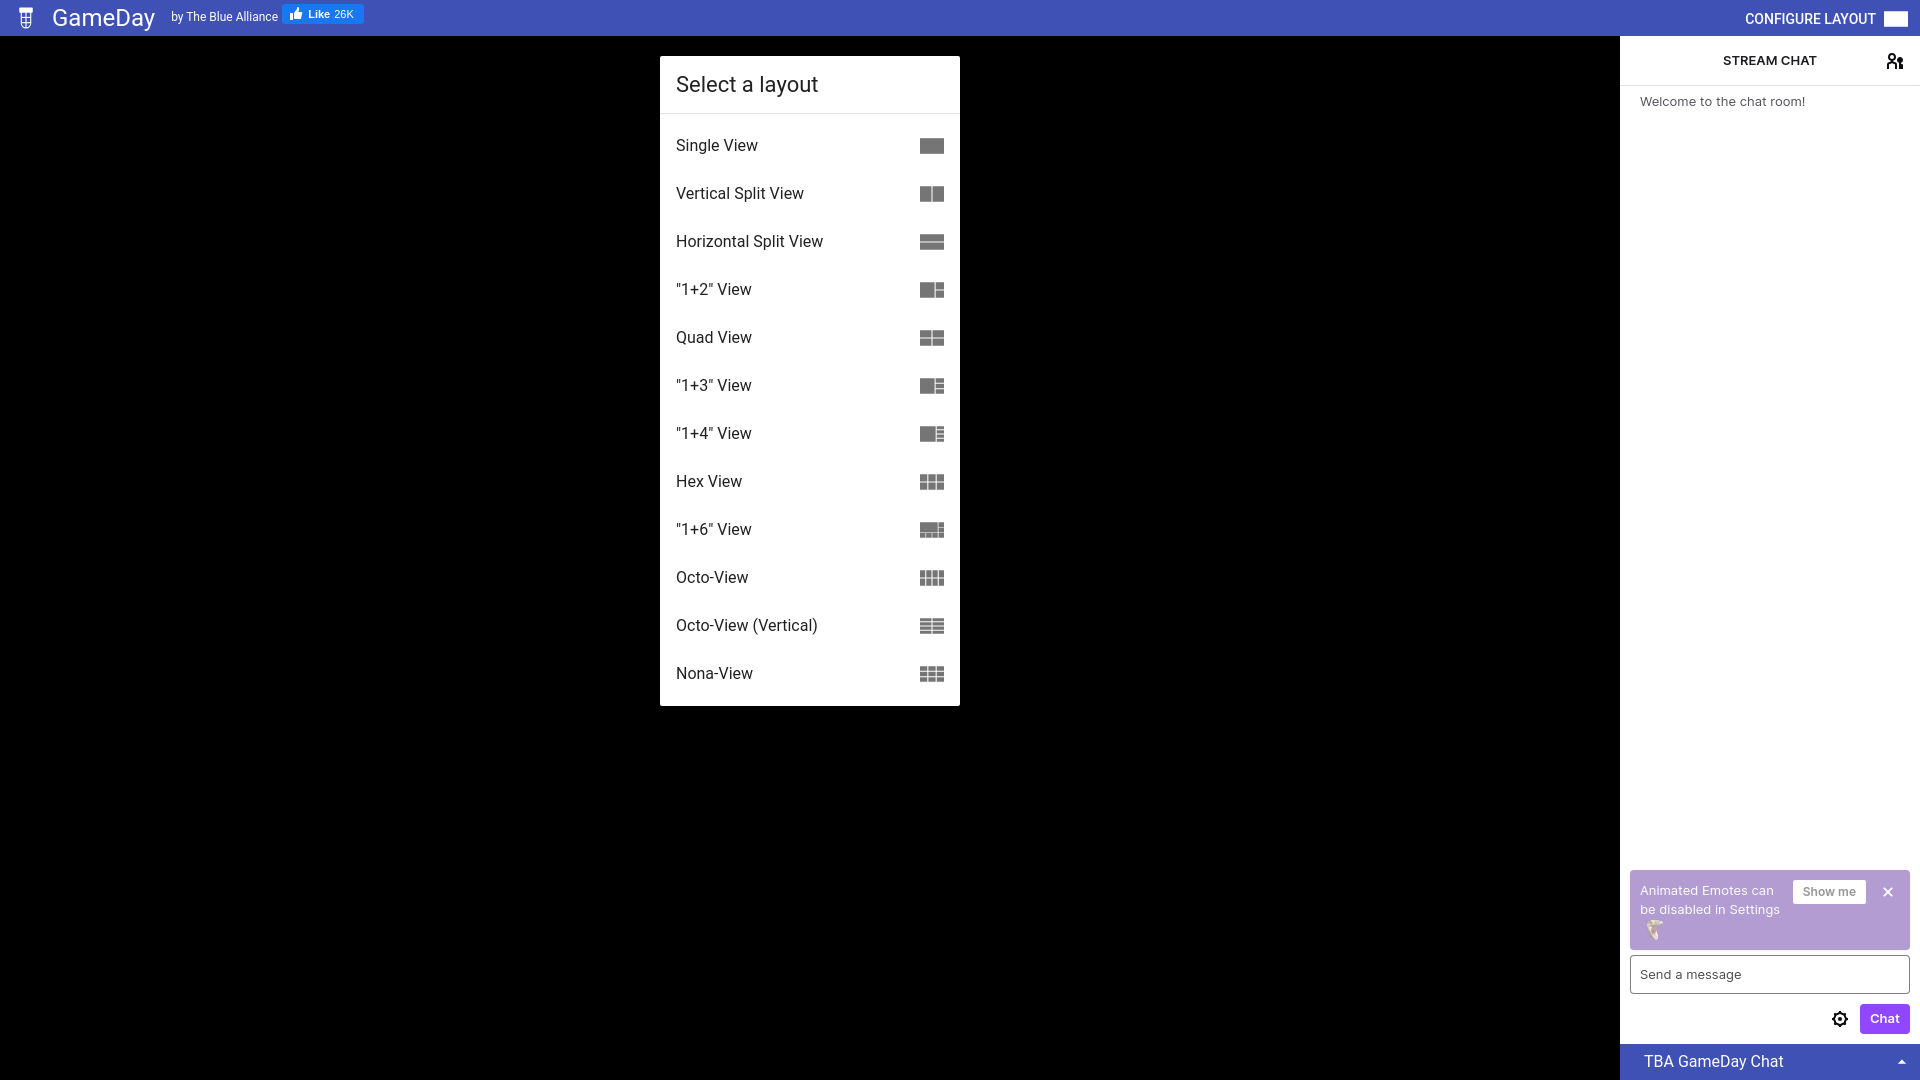 GameDay
by The Blue Alliance
Like 26K
CONFIGURE LAYOUT
Select a layout
Single View
Vertical Split View
Horizontal Split View
"1+2" View
Quad View
"1+3" View
"1+4" View
Hex View
"1+6" View
Octo-View
Octo-View (Vertical)
Nona-View
STREAM CHAT
Welcome to the chat room!
Animated Emotes can
be disabled in Settings
Show me
Send a message
Chat
TBA GameDay Chat